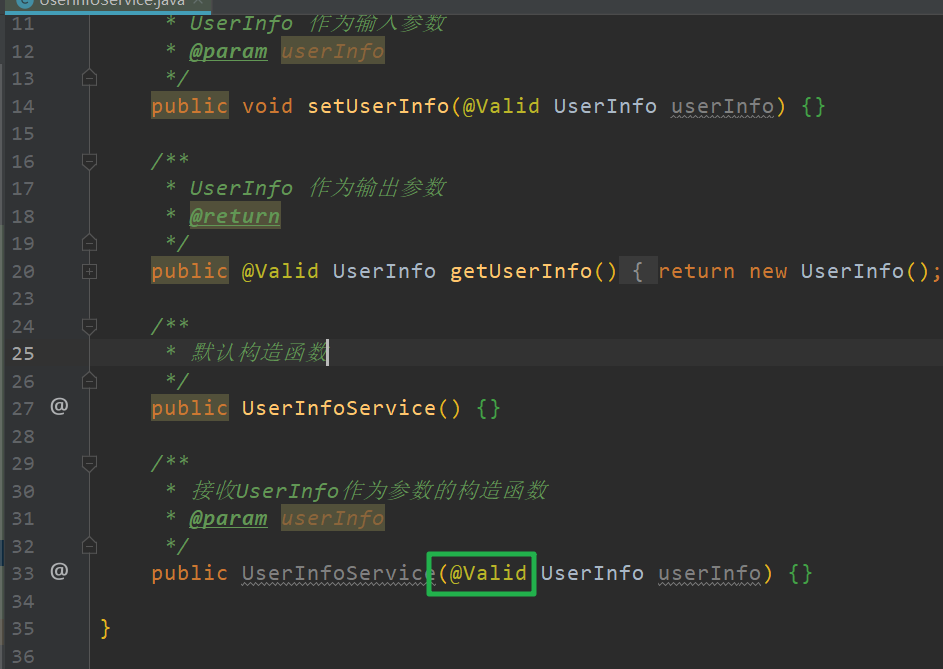 UserInfoService.java
11 * UserInfo 作为输入参数
12 * @param userInfo
13 */
14 public void setUserInfo(@Valid UserInfo userInfo) {}
15
16 /**
17 * UserInfo 作为输出参数
18 * @return
19 */
20 public @Valid UserInfo getUserInfo() { return new UserInfo();
23
24 /**
25 * 默认构造函数
26 */
27 @ public UserInfoService() {}
28
29 /**
30 * 接收UserInfo作为参数的构造函数
31 * @param userInfo
32 */
33 @ public UserInfoService(@Valid UserInfo userInfo) {}
34
35 }
36